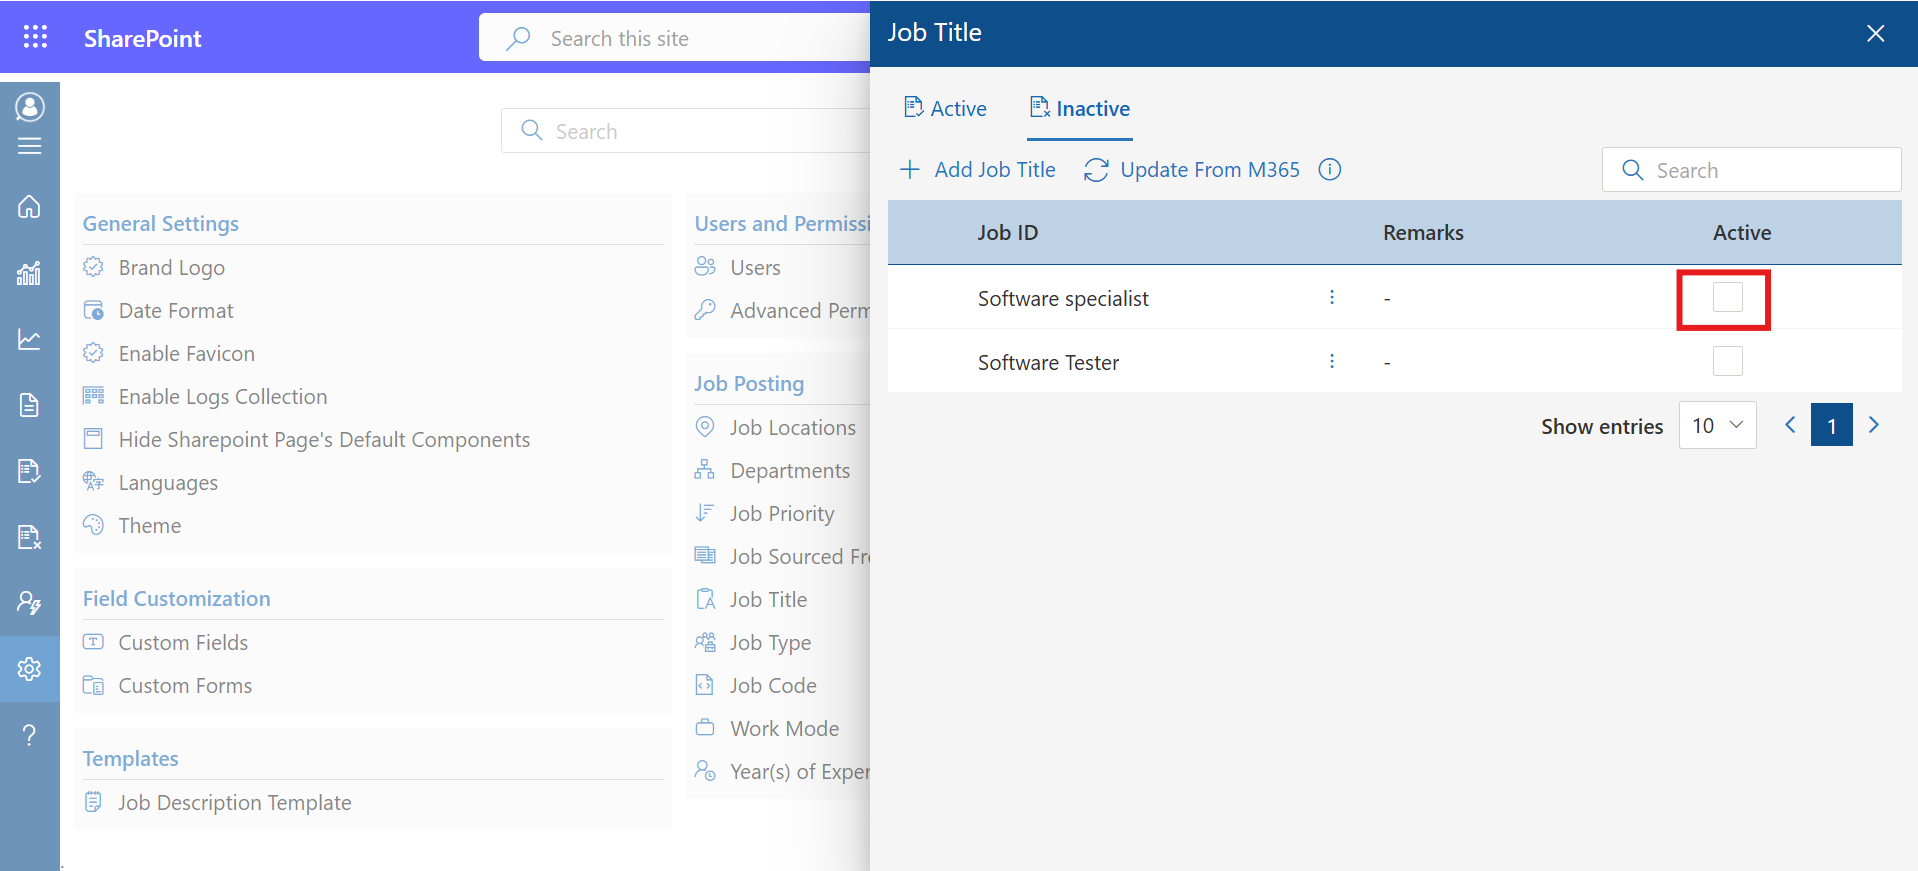 SharePoint
Search this site
Search
General Settings
Brand Logo
Date Format
Enable Favicon
Enable Logs Collection
Hide Sharepoint Page's Default Components
Languages
Theme
Field Customization
Custom Fields
Custom Forms
Templates
Job Description Template
Users and Permissi
Users
Advanced Perm
Job Posting
Job Locations
Departments
Job Priority
Job Sourced Fr
Job Title
Job Type
Job Code
Work Mode
Year(s) of Exper
Job Title
Active Inactive
Add Job Title Update From M365
Search
Job ID Remarks Active
Software specialist -
Software Tester -
Show entries 10 1